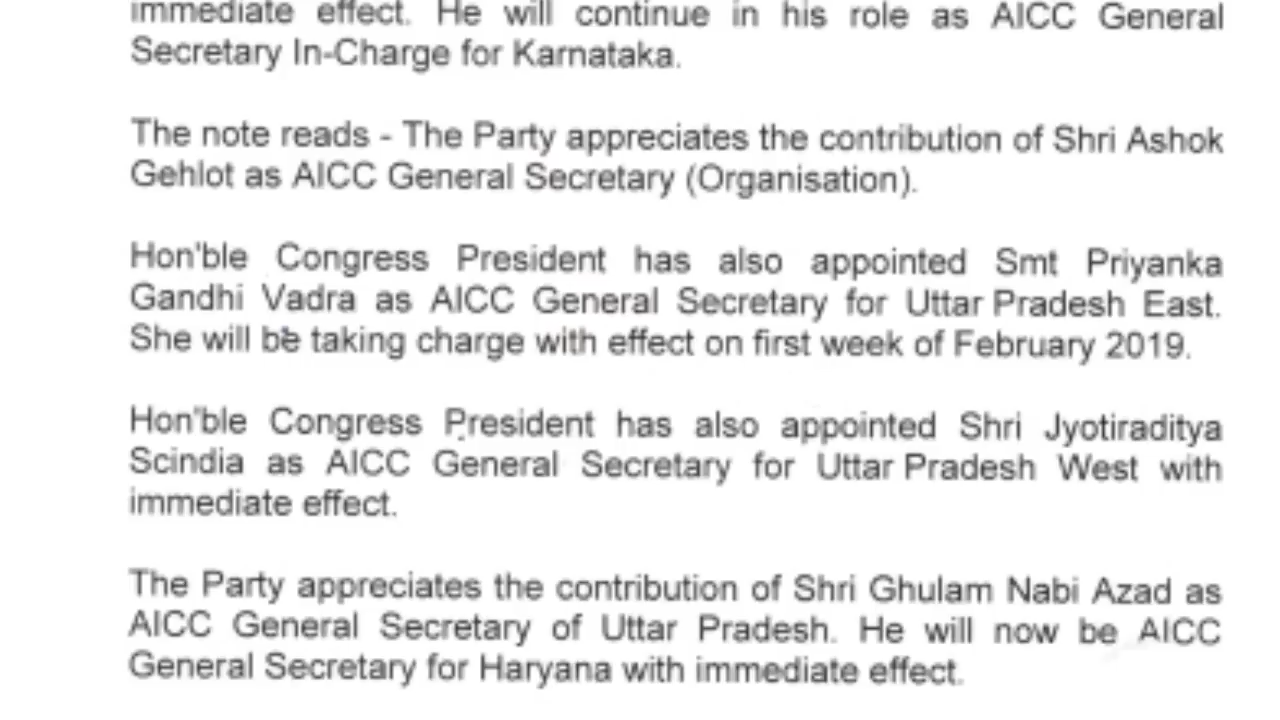 immediate effect. He will continue in his role as AICC General
Secretary In-Charge for Karnataka.
The note reads - The Party appreciates the contribution of Shri Ashok
Gehlot as AICC General Secretary (Organisation).
Hon'ble Congress President has also appointed Smt Priyanka
Gandhi Vadra as AICC General Secretary for Uttar Pradesh East.
She will be taking charge with effect on first week of February 2019.
Hon'ble Congress President has also appointed Shri Jyotiraditya
Scindia as AICC General Secretary for Uttar Pradesh West with
immediate effect.
The Party appreciates the contribution of Shri Ghulam Nabi Azad as
AICC General Secretary of Uttar Pradesh. He will now be AICC
General Secretary for Haryana with immediate effect.